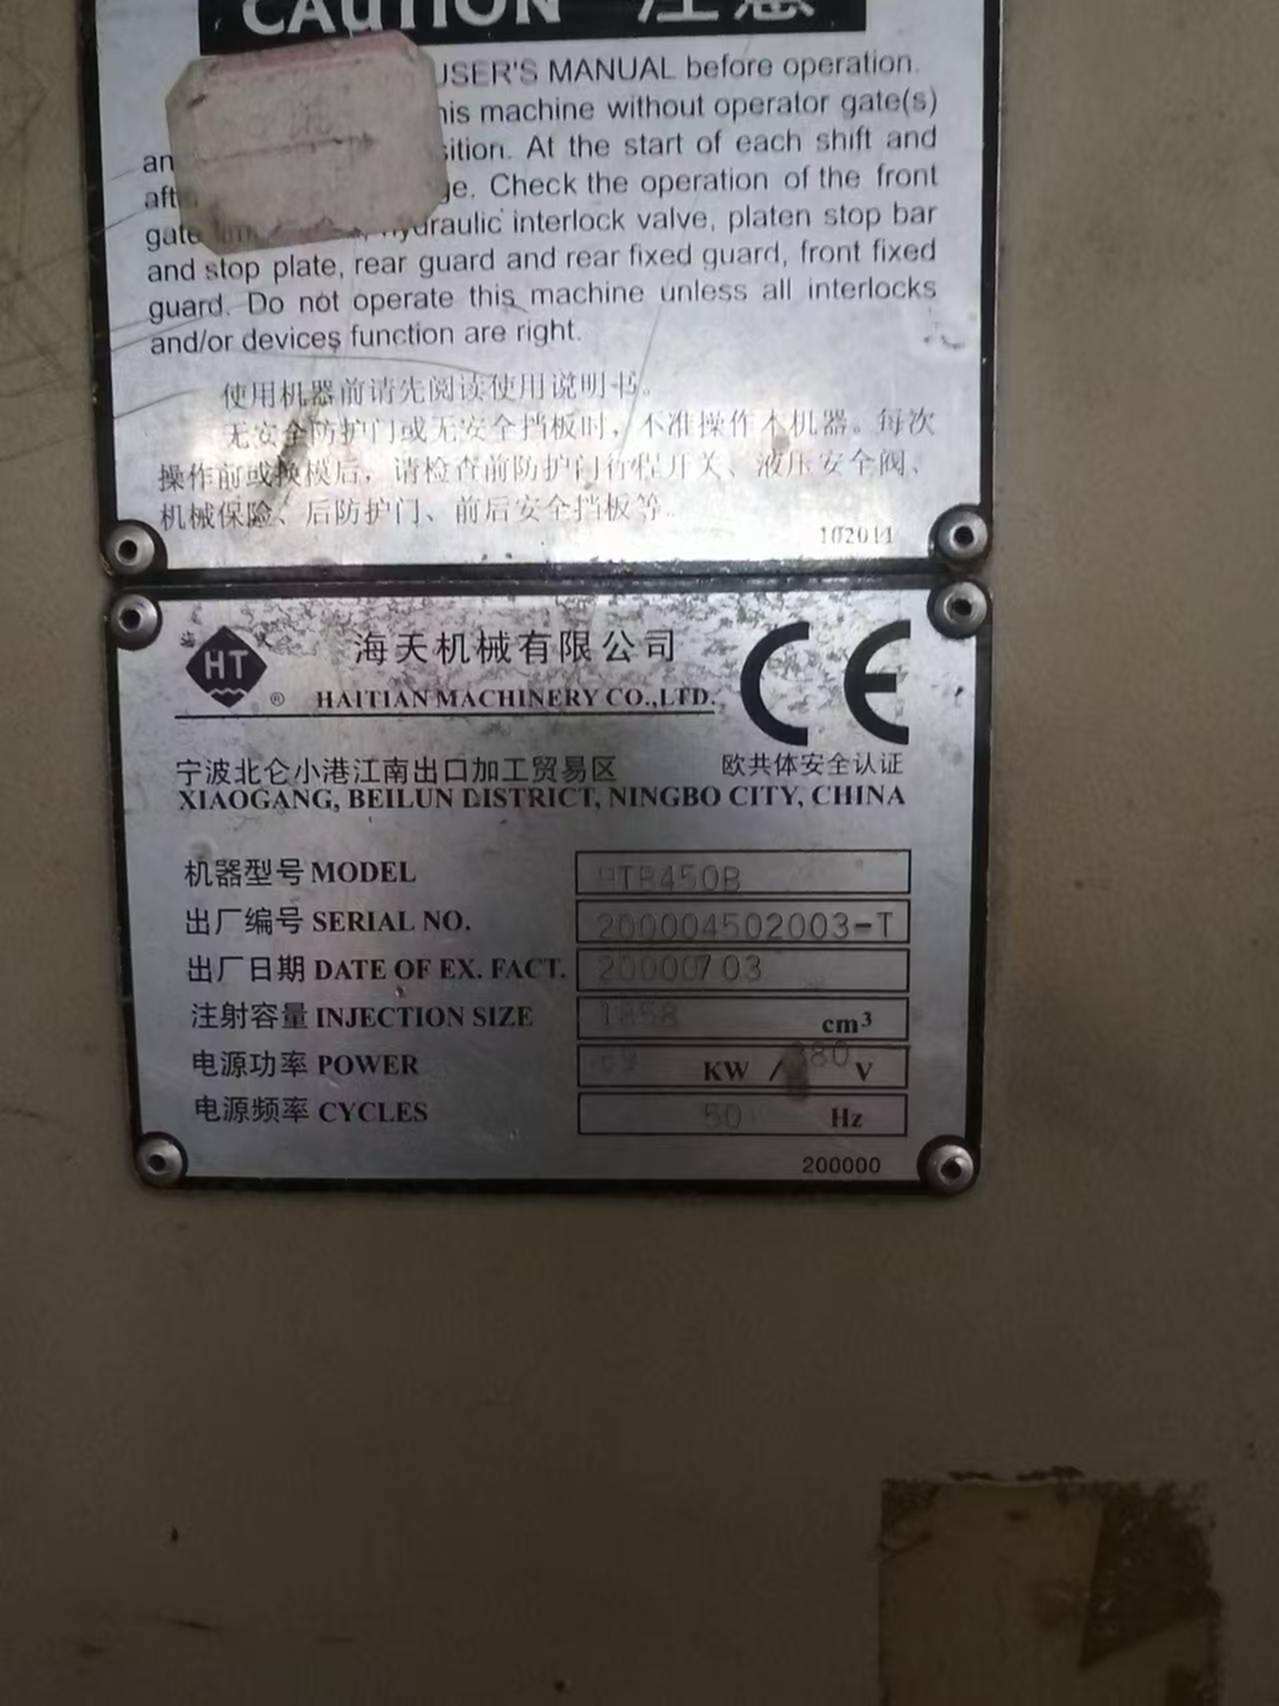 CAUTION 注意
USER'S MANUAL before operation.
this machine without operator gate(s)
At the start of each shift and
Check the operation of the front
gate hydraulic interlock valve, platen stop bar
and stop plate, rear guard and rear fixed guard, front fixed
guard. Do not operate this machine unless all interlocks
and/or devices function are right.
使用机器前请先阅读使用说明书。
无安全防护门或无安全挡板时，不准操作本机器。每次
操作前或换模后，请检查前防护门行程开关、液压安全阀、
机械保险、后防护门、前后安全挡板等。
102011
HT ® 海天机械有限公司
HAITIAN MACHINERY CO.,LTD.
CE
宁波北仑小港江南出口加工贸易区 欧共体安全认证
XIAOGANG, BEILUN DISTRICT, NINGBO CITY, CHINA
机器型号 MODEL HTB450B
出厂编号 SERIAL NO. 200004502003-T
出厂日期 DATE OF EX. FACT. 20000703
注射容量 INJECTION SIZE 1858 cm³
电源功率 POWER KW / 380 V
电源频率 CYCLES 50 Hz
200000